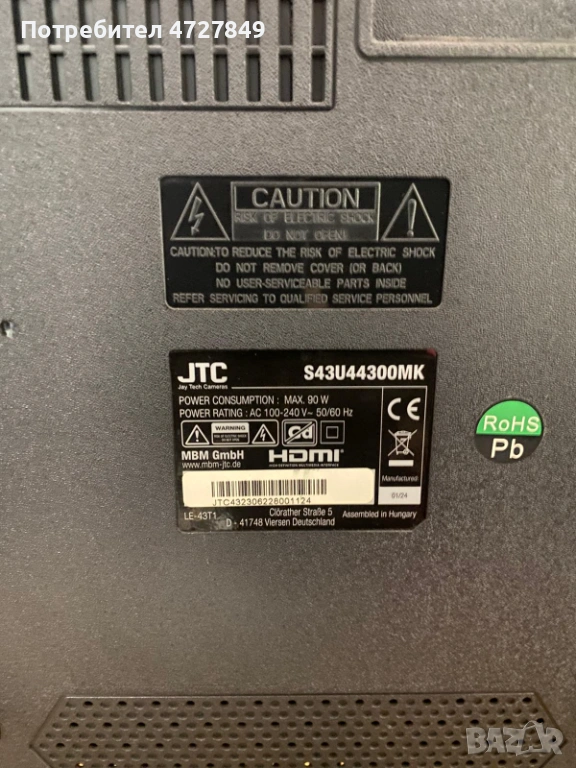 Потребител 4727849
CAUTION
RISK OF ELECTRIC SHOCK
DO NOT OPEN!
CAUTION:TO REDUCE THE RISK OF ELECTRIC SHOCK
DO NOT REMOVE COVER (OR BACK)
NO USER-SERVICEABLE PARTS INSIDE
REFER SERVICING TO QUALIFIED SERVICE PERSONNEL
JTC
Jay Tech Cameras
S43U44300MK
POWER CONSUMPTION : MAX. 90 W
POWER RATING : AC 100-240 V~ 50/60 Hz
WARNING
MBM GmbH
www.mbm-jtc.de
HDMI
CE
Manufactured:
01/24
JTC432306228001124
LE-43T1
Clörather Straße 5
D - 41748 Viersen Deutschland
Assembled in Hungary
RoHS
Pb
BAZAR